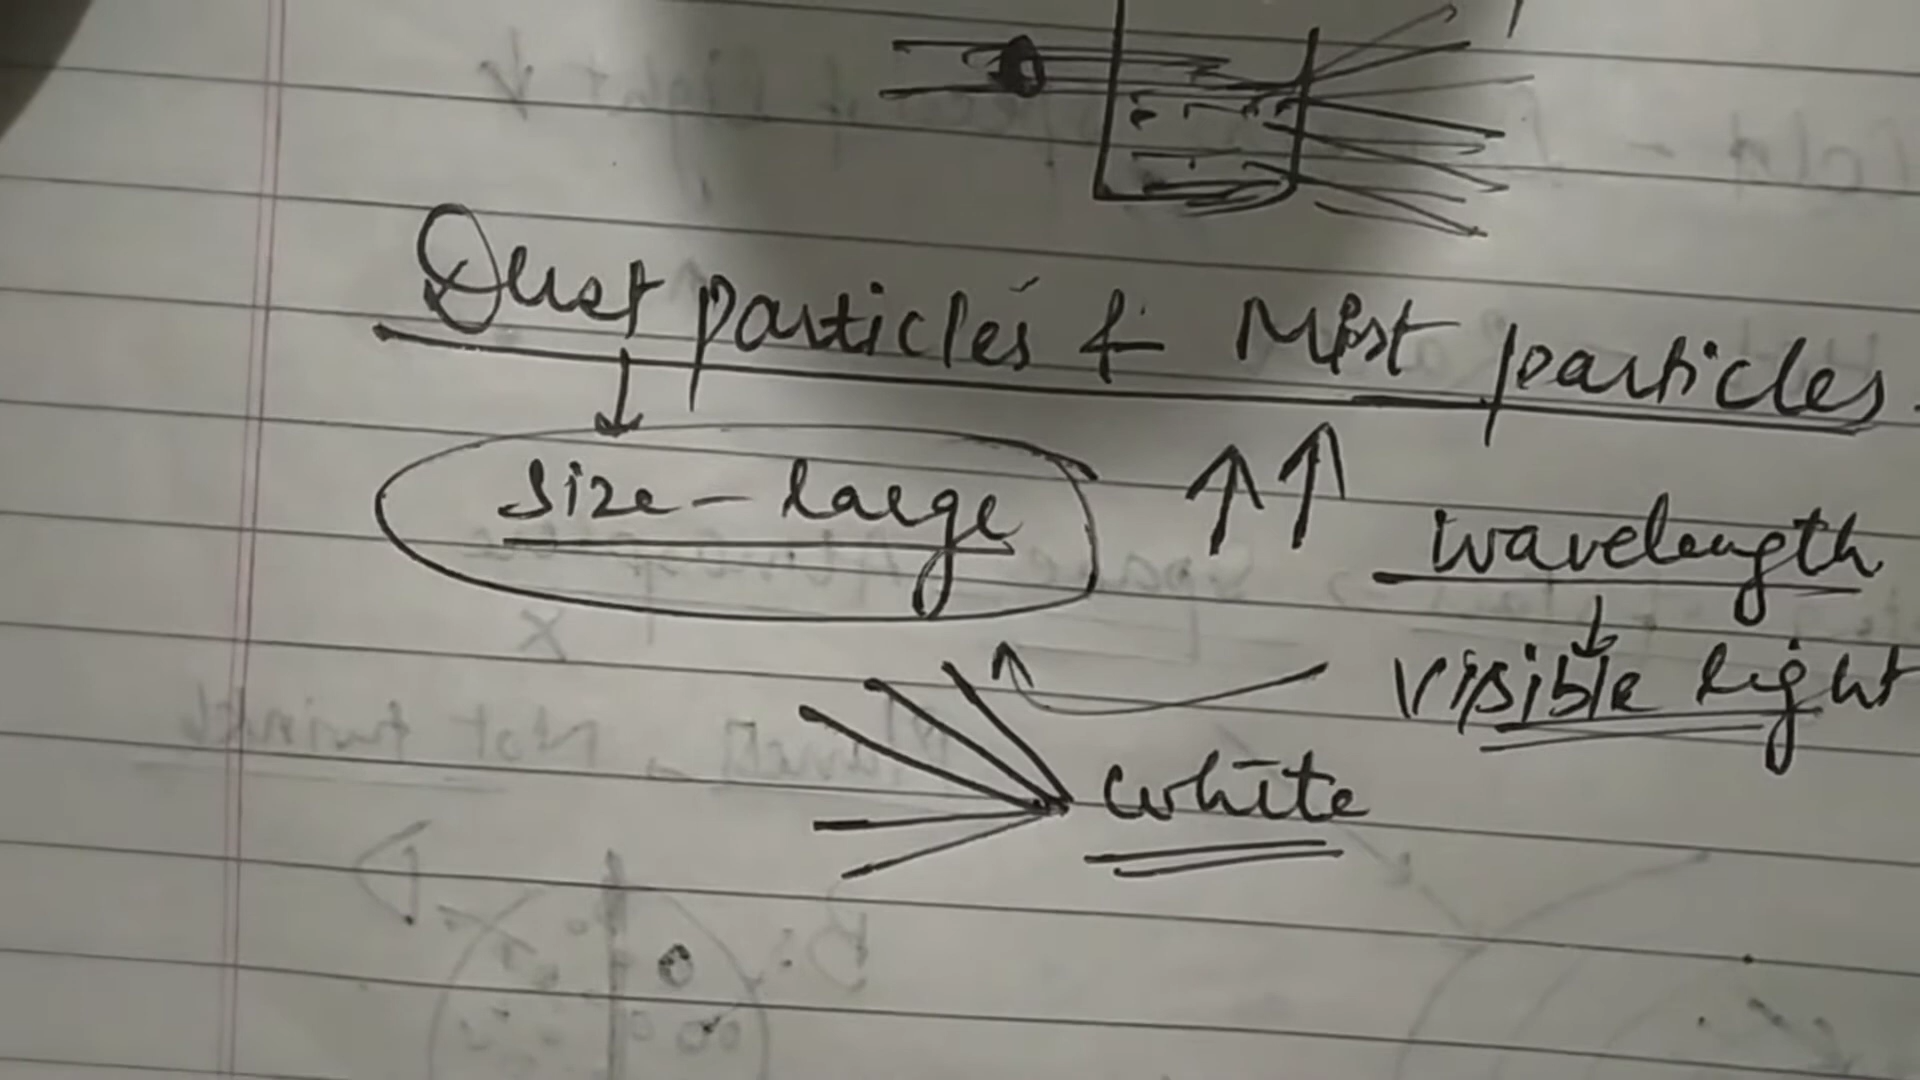 Dust particles & Mist particles.
size - large ↑↑ wavelength
visible light
white